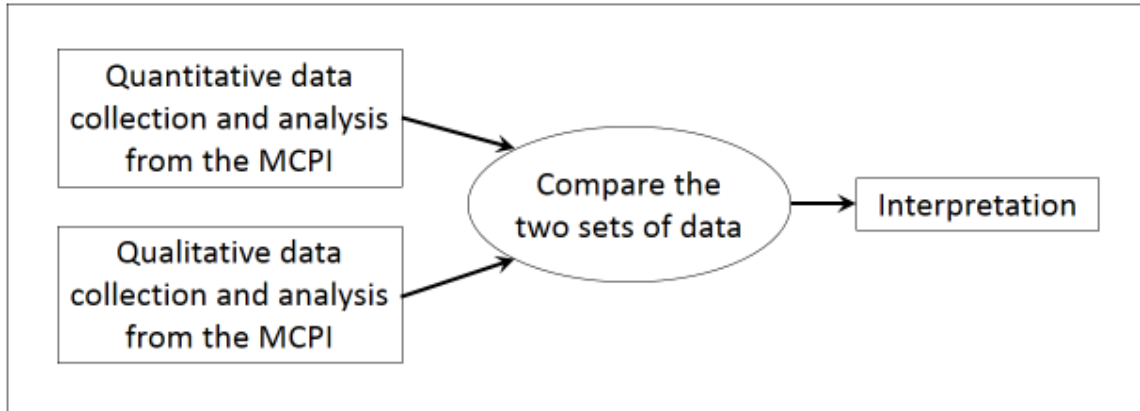 Quantitative data
collection and analysis
from the MCPI
Qualitative data
collection and analysis
from the MCPI
Compare the
two sets of data
Interpretation